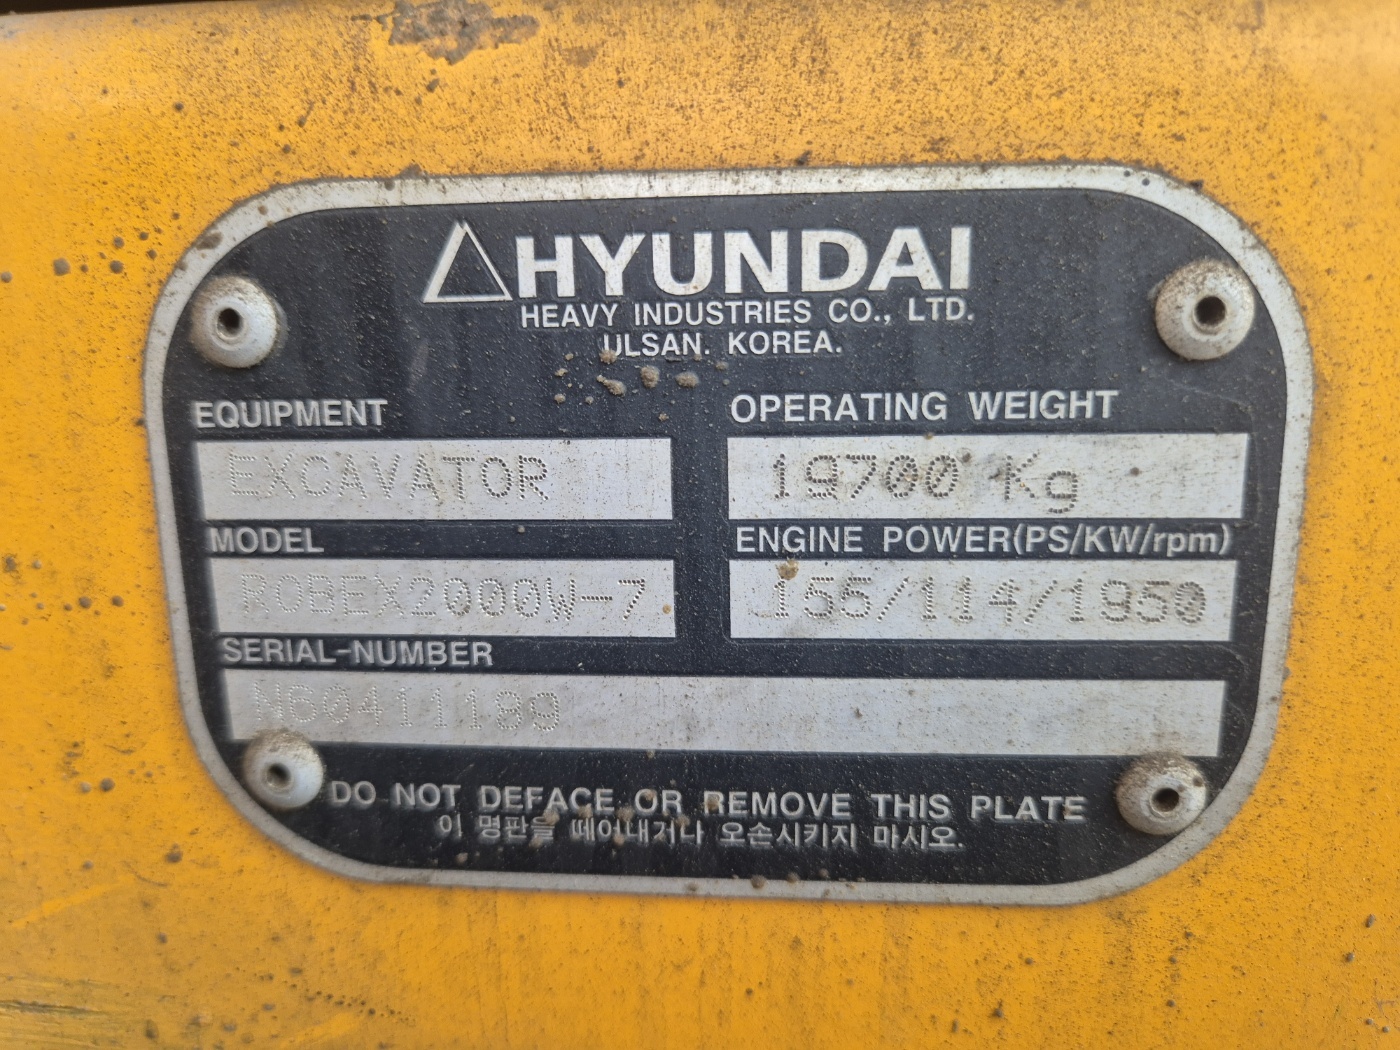 HYUNDAI
HEAVY INDUSTRIES CO., LTD.
ULSAN. KOREA.
EQUIPMENT
EXCAVATOR
OPERATING WEIGHT
19700 Kg
MODEL
ROBEX2000W-7
ENGINE POWER(PS/KW/rpm)
155/114/1950
SERIAL-NUMBER
N60411189
DO NOT DEFACE OR REMOVE THIS PLATE
이 명판을 떼어내거나 오손시키지 마시오.